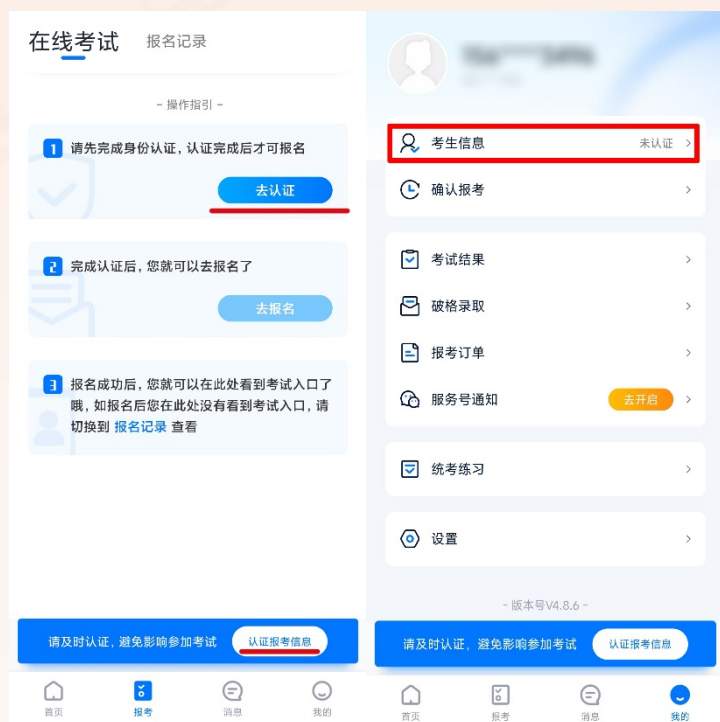 在线考试 报名记录
- 操作指引 -
1 请先完成身份认证，认证完成后才可报名
去认证
2 完成认证后，您就可以去报名了
去报名
3 报名成功后，您就可以在此处看到考试入口了
哦，如报名后您在此处没有看到考试入口，请
切换到 报名记录 查看
请及时认证，避免影响参加考试 认证报考信息
首页 报考 消息 我的
考生信息 未认证
确认报考
考试结果
破格录取
报考订单
服务号通知 去开启
统考练习
设置
- 版本号V4.8.6 -
请及时认证，避免影响参加考试 认证报考信息
首页 报考 消息 我的